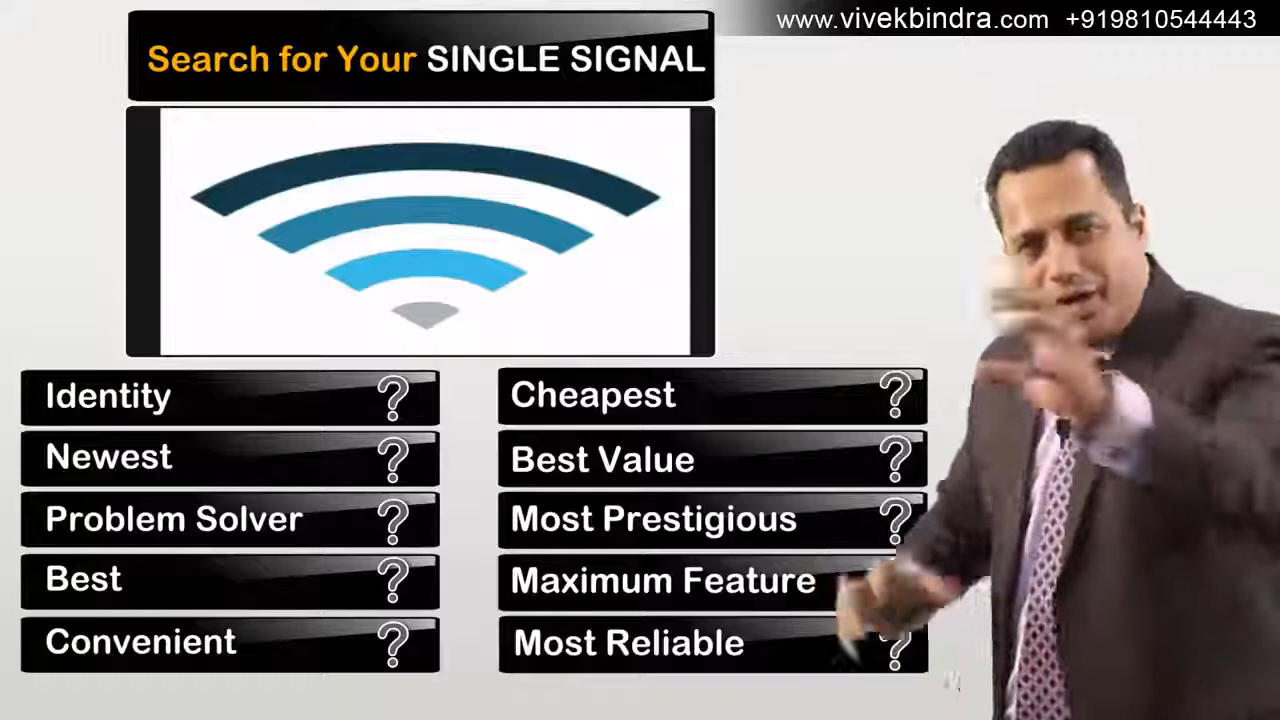 www.vivekbindra.com +919810544443
Search for Your SINGLE SIGNAL
Identity ?
Newest ?
Problem Solver ?
Best ?
Convenient ?
Cheapest ?
Best Value ?
Most Prestigious ?
Maximum Feature
Most Reliable ?